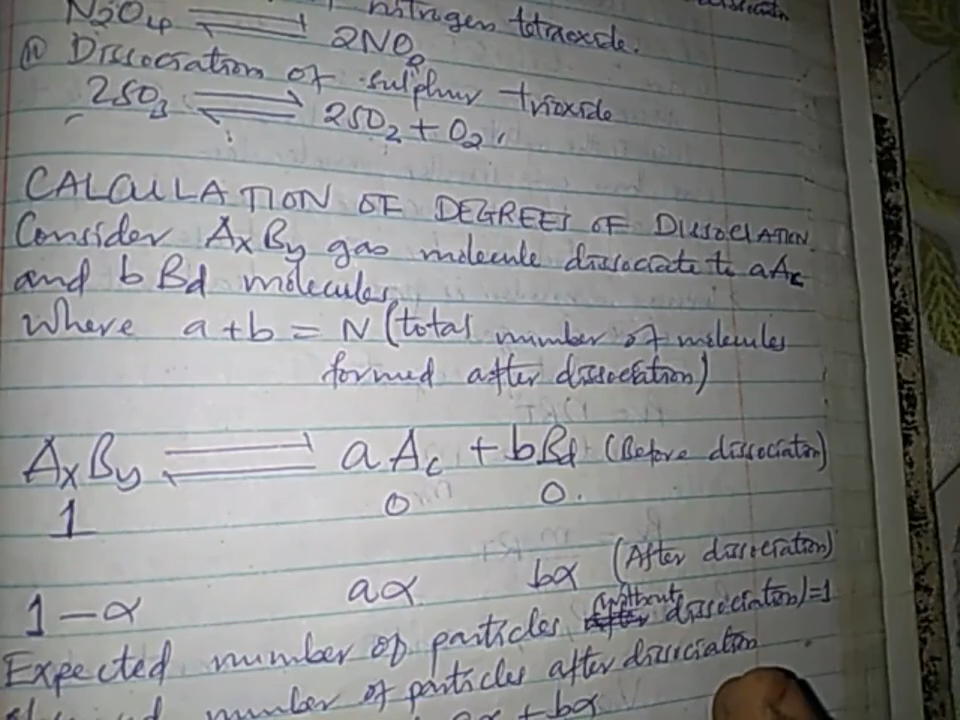 nitrogen tetraoxide.
N2O4 ⇌ 2NO2
(ii) Dissociation of sulphur trioxide
2SO3 ⇌ 2SO2 + O2,
CALCULATION OF DEGREES OF DISSOCIATION
Consider AxBy gas molecule dissociate to aAc
and bBd molecules
Where a+b = N (total number of molecules
formed after dissociation)
AxBy ⇌ aAc + bBd (Before dissociation)
1 0 0.
1-α aα bα (After dissociation)
Expected number of particles (without dissociation)=1
number of particles after dissociation
aα + bα